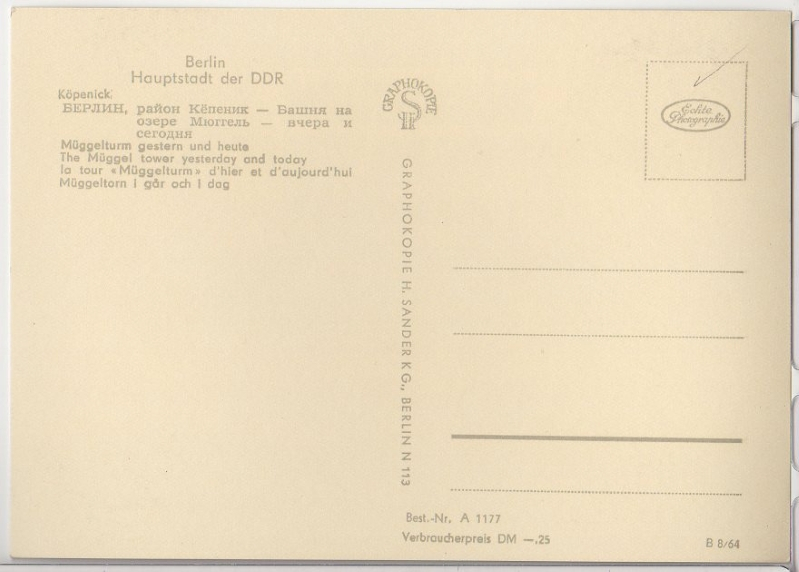 Berlin
Hauptstadt der DDR
Köpenick
БЕРЛИН, район Кёпеник — Башня на
озере Мюггель — вчера и
сегодня
Müggelturm gestern und heute
The Müggel tower yesterday and today
la tour «Müggelturm» d'hier et d'aujourd'hui
Müggeltorn i går och i dag
GRAPHOKOPIE
GRAPHOKOPIE H. SANDER KG., BERLIN N 113
Echte
Photographie
Best.-Nr. A 1177
Verbraucherpreis DM —.25
B 8/64